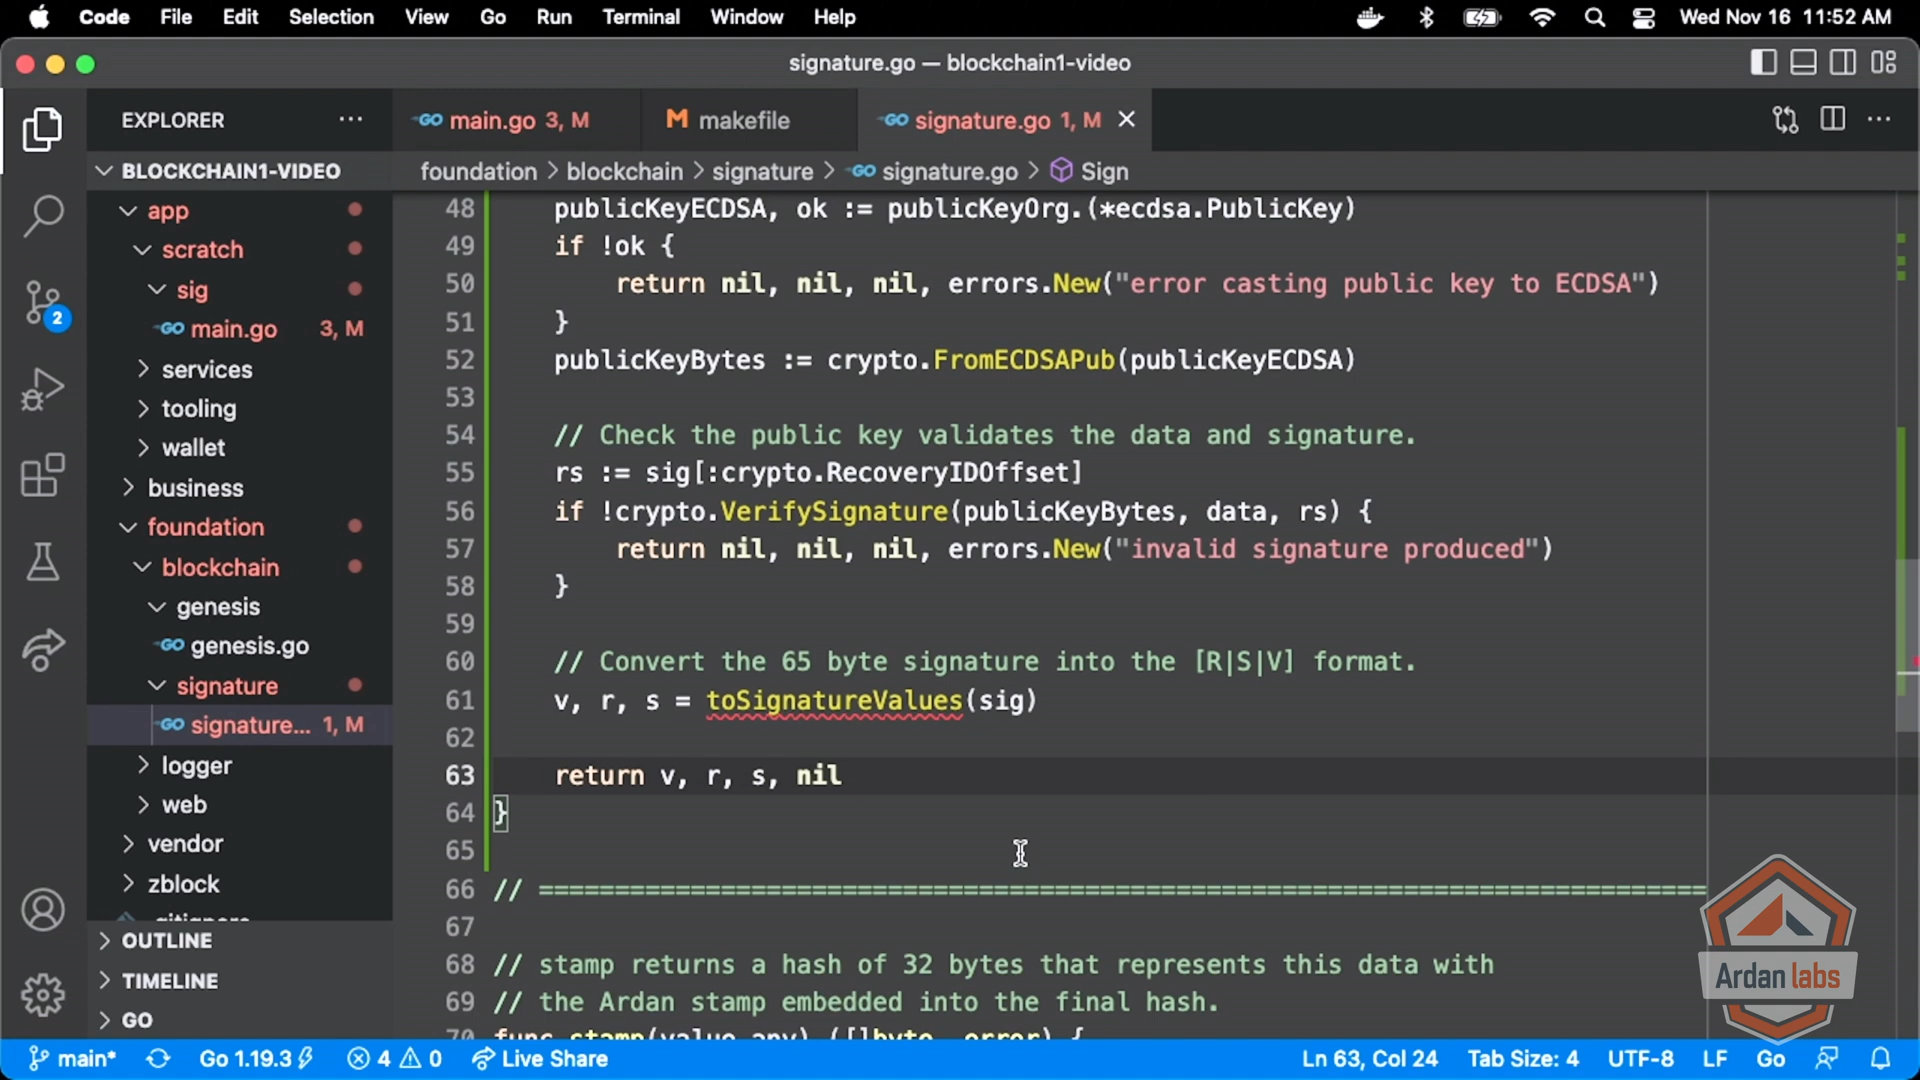 Code File Edit Selection View Go Run Terminal Window Help Wed Nov 16 11:52 AM
signature.go — blockchain1-video
EXPLORER ··· main.go 3, M makefile signature.go 1, M
BLOCKCHAIN1-VIDEO
foundation > blockchain > signature > signature.go > Sign
app
scratch
sig
main.go 3, M
services
tooling
wallet
business
foundation
blockchain
genesis
genesis.go
signature
signature... 1, M
logger
web
vendor
zblock
.gitignore
OUTLINE
TIMELINE
GO
2
48 publicKeyECDSA, ok := publicKeyOrg.(*ecdsa.PublicKey)
49 if !ok {
50 return nil, nil, nil, errors.New("error casting public key to ECDSA")
51 }
52 publicKeyBytes := crypto.FromECDSAPub(publicKeyECDSA)
53
54 // Check the public key validates the data and signature.
55 rs := sig[:crypto.RecoveryIDOffset]
56 if !crypto.VerifySignature(publicKeyBytes, data, rs) {
57 return nil, nil, nil, errors.New("invalid signature produced")
58 }
59
60 // Convert the 65 byte signature into the [R|S|V] format.
61 v, r, s = toSignatureValues(sig)
62
63 return v, r, s, nil
64 }
65
66 // =============================================================================
67
68 // stamp returns a hash of 32 bytes that represents this data with
69 // the Ardan stamp embedded into the final hash.
70 func stamp(value any) ([]byte, error) {
Ardan labs
main* Go 1.19.3 4 0 Live Share Ln 63, Col 24 Tab Size: 4 UTF-8 LF Go